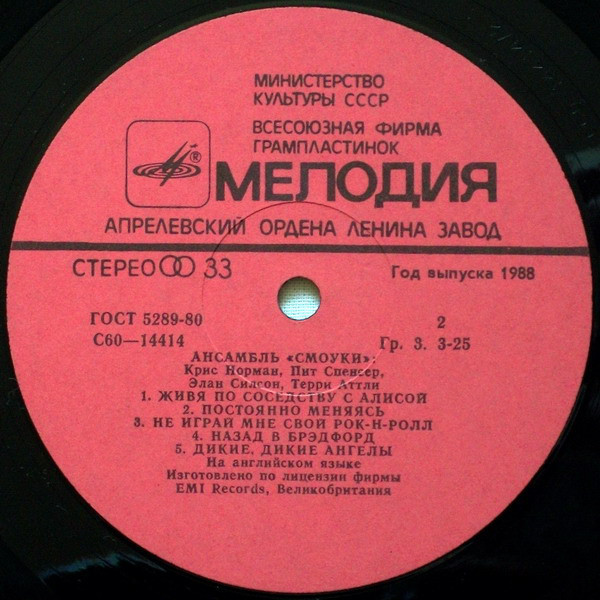 МИНИСТЕРСТВО
КУЛЬТУРЫ СССР
ВСЕСОЮЗНАЯ ФИРМА
ГРАМПЛАСТИНОК
®
МЕЛОДИЯ
АПРЕЛЕВСКИЙ ОРДЕНА ЛЕНИНА ЗАВОД
СТЕРЕО 33
Год выпуска 1988
ГОСТ 5289-80
2
С60—14414
Гр. 3. 3-25
АНСАМБЛЬ «СМОУКИ»:
Крис Норман, Пит Спенсер,
Элан Силсон, Терри Аттли
1. ЖИВЯ ПО СОСЕДСТВУ С АЛИСОЙ
2. ПОСТОЯННО МЕНЯЯСЬ
3. НЕ ИГРАЙ МНЕ СВОЙ РОК-Н-РОЛЛ
4. НАЗАД В БРЭДФОРД
5. ДИКИЕ, ДИКИЕ АНГЕЛЫ
На английском языке
Изготовлено по лицензии фирмы
EMI Records, Великобритания